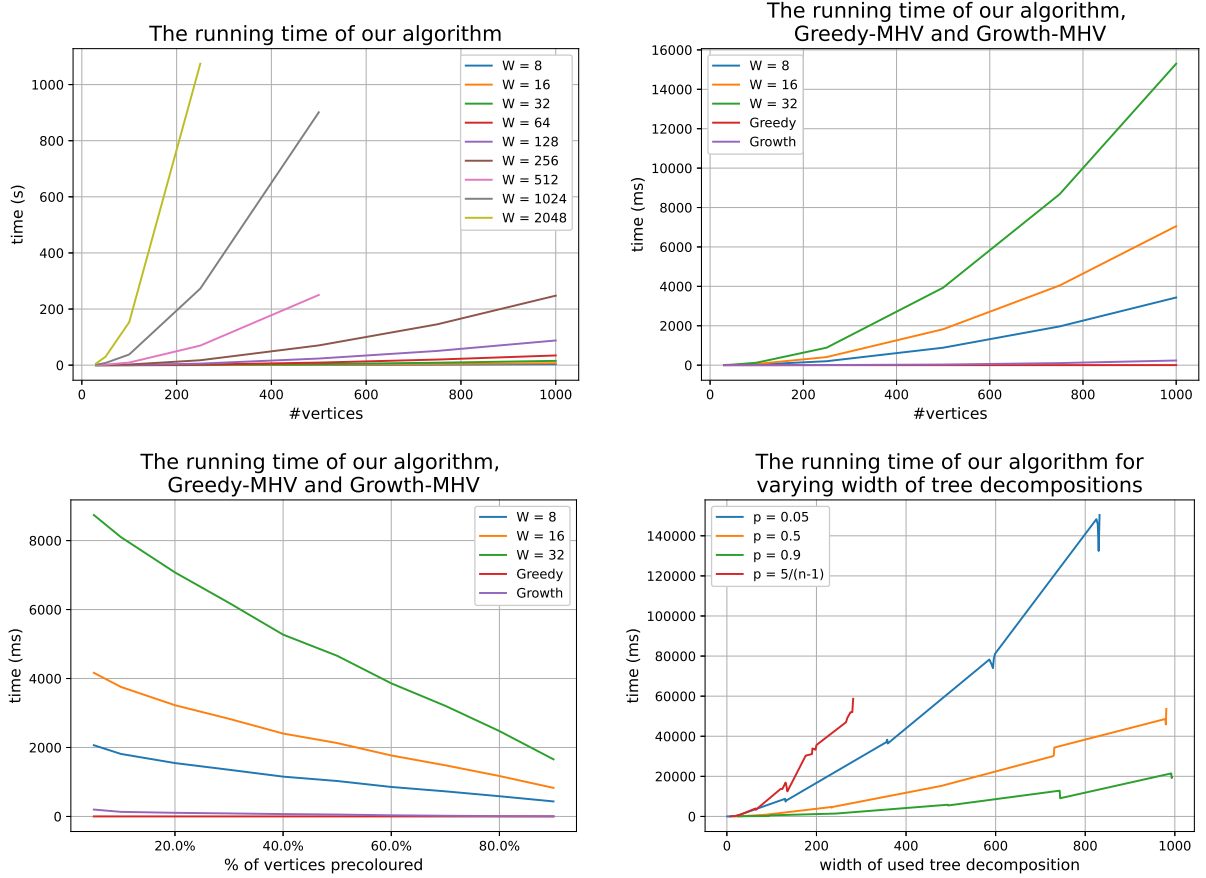 The running time of our algorithm
1000
800
600
400
200
0
time (s)
W = 8
W = 16
W = 32
W = 64
W = 128
W = 256
W = 512
W = 1024
W = 2048
0 200 400 600 800 1000
#vertices
The running time of our algorithm,
Greedy-MHV and Growth-MHV
16000
14000
12000
10000
8000
6000
4000
2000
0
time (ms)
W = 8
W = 16
W = 32
Greedy
Growth
0 200 400 600 800 1000
#vertices
The running time of our algorithm,
Greedy-MHV and Growth-MHV
8000
6000
4000
2000
0
time (ms)
W = 8
W = 16
W = 32
Greedy
Growth
20.0% 40.0% 60.0% 80.0%
% of vertices precoloured
The running time of our algorithm for
varying width of tree decompositions
140000
120000
100000
80000
60000
40000
20000
0
time (ms)
p = 0.05
p = 0.5
p = 0.9
p = 5/(n-1)
0 200 400 600 800 1000
width of used tree decomposition